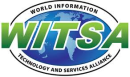 WORLD INFORMATION
WITSA
TECHNOLOGY AND SERVICES ALLIANCE